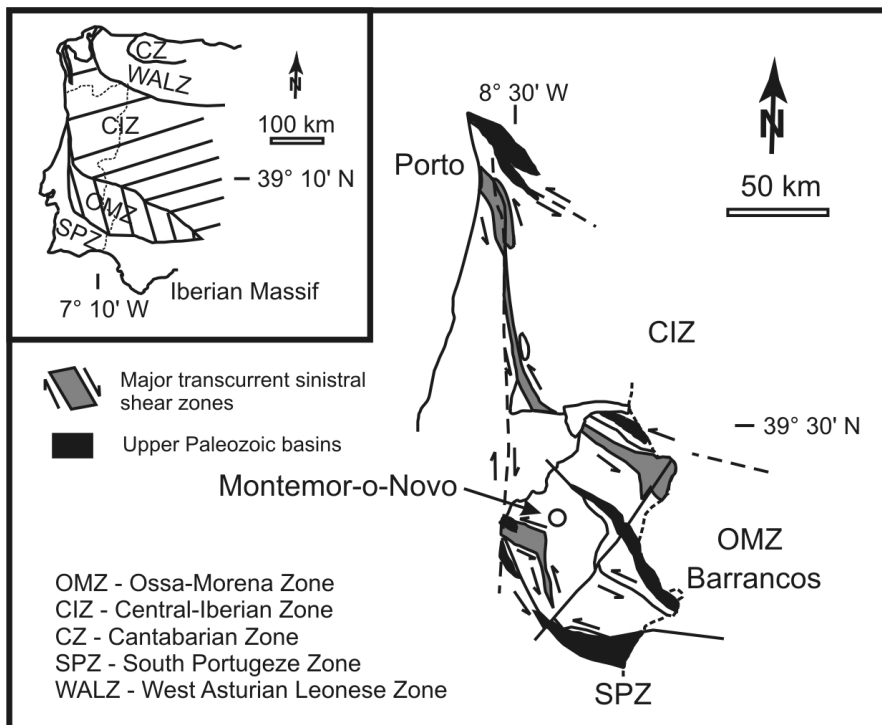 CZ
WALZ
N
100 km
CIZ
39° 10' N
OMZ
SPZ
Iberian Massif
7° 10' W
8° 30' W
N
Porto
50 km
CIZ
Major transcurrent sinistral
shear zones
Upper Paleozoic basins
39° 30' N
Montemor-o-Novo
OMZ
Barrancos
OMZ - Ossa-Morena Zone
CIZ - Central-Iberian Zone
CZ - Cantabarian Zone
SPZ - South Portugeze Zone
WALZ - West Asturian Leonese Zone
SPZ